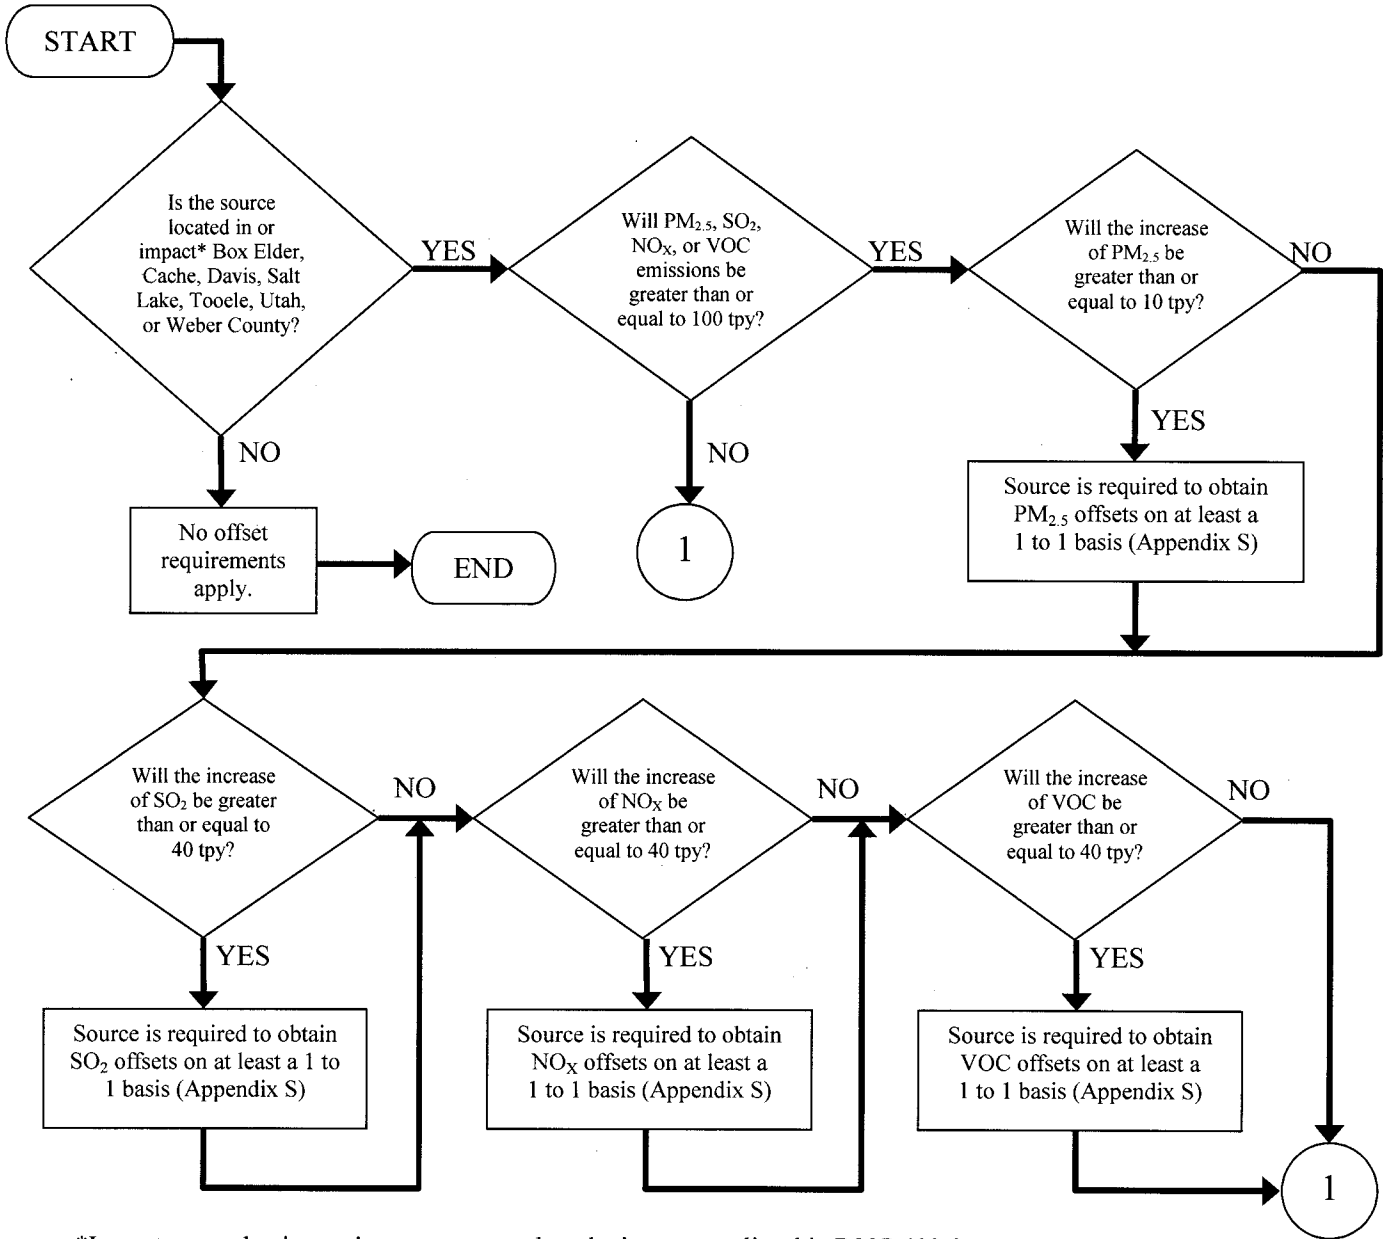 START
Is the source
located in or
impact* Box Elder,
Cache, Davis, Salt
Lake, Tooele, Utah,
or Weber County?
YES
NO
Will PM2.5, SO2,
NOX, or VOC
emissions be
greater than or
equal to 100 tpy?
YES
NO
Will the increase
of PM2.5 be
greater than or
equal to 10 tpy?
NO
YES
No offset
requirements
apply.
END
1
Source is required to obtain
PM2.5 offsets on at least a
1 to 1 basis (Appendix S)
Will the increase
of SO2 be greater
than or equal to
40 tpy?
NO
YES
Will the increase
of NOX be
greater than or
equal to 40 tpy?
NO
YES
Will the increase
of VOC be
greater than or
equal to 40 tpy?
NO
YES
Source is required to obtain
SO2 offsets on at least a 1 to
1 basis (Appendix S)
Source is required to obtain
NOX offsets on at least a
1 to 1 basis (Appendix S)
Source is required to obtain
VOC offsets on at least a
1 to 1 basis (Appendix S)
1